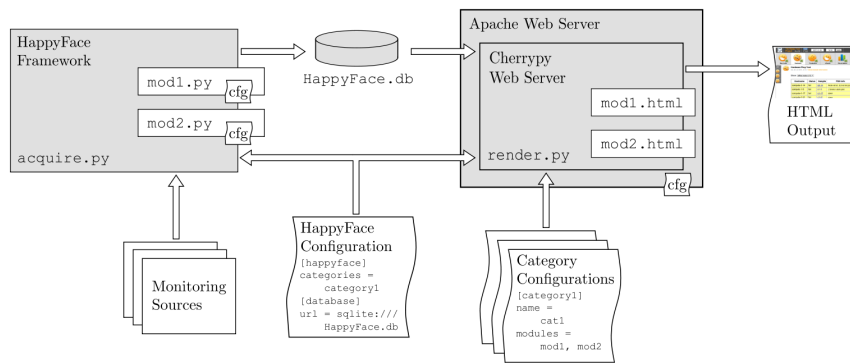 HappyFace
Framework
mod1.py
cfg
mod2.py
cfg
acquire.py
HappyFace.db
Apache Web Server
Cherrypy
Web Server
mod1.html
mod2.html
render.py
cfg
HTML
Output
Monitoring
Sources
HappyFace
Configuration
[happyface]
categories =
category1
[database]
url = sqlite:///
HappyFace.db
Category
Configurations
[category1]
name =
cat1
modules =
mod1, mod2